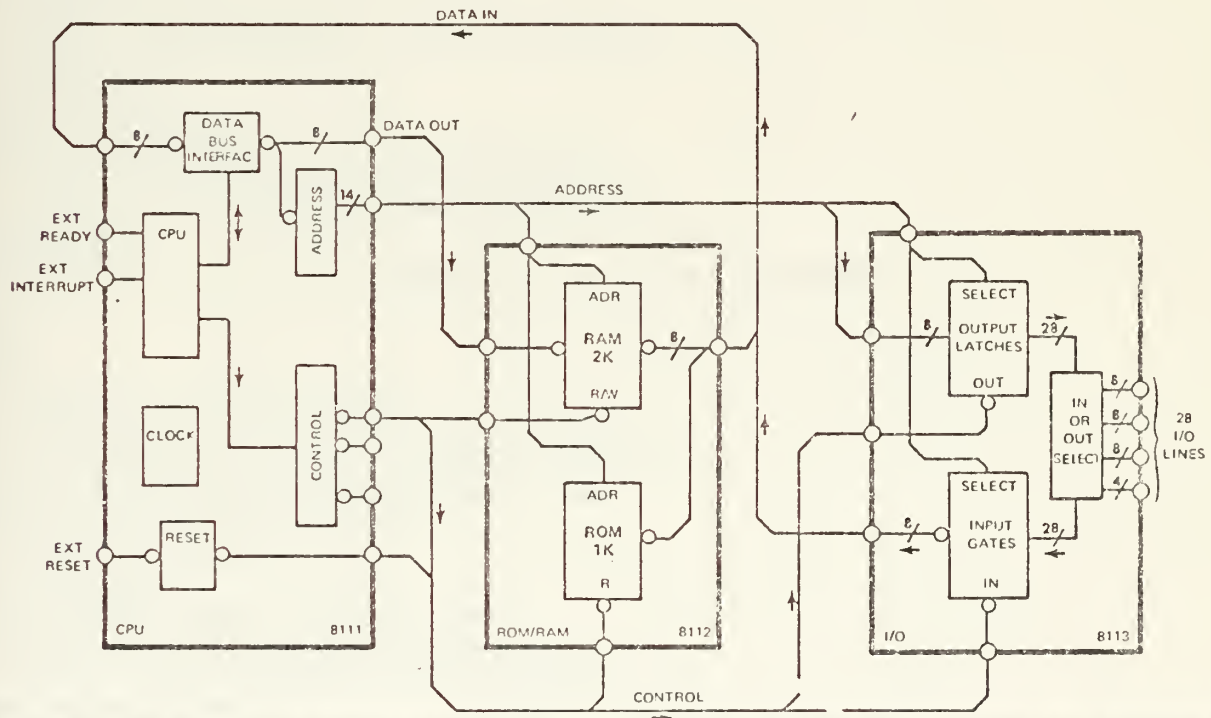 DATA IN
8
DATA
BUS
INTERFAC
8
DATA OUT
ADDRESS
14
ADDRESS
EXT
READY
CPU
EXT
INTERRUPT
CLOCK
CONTROL
EXT
RESET
RESET
CPU
8111
ADR
RAM
2K
R/W
8
ADR
ROM
1K
R
ROM/RAM
8112
SELECT
8
OUTPUT
LATCHES
28
OUT
IN
OR
OUT
SELECT
8
8
8
4
28
I/O
LINES
SELECT
8
INPUT
GATES
28
IN
I/O
8113
CONTROL